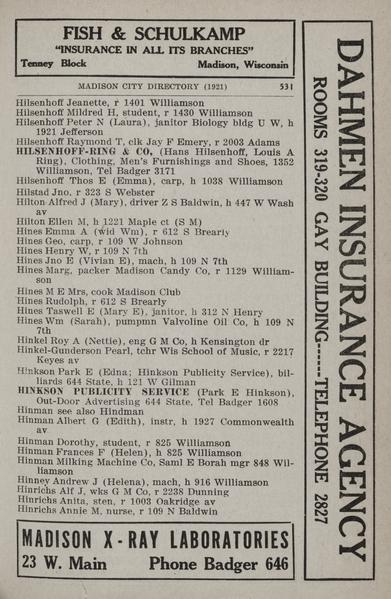 FISH & SCHULKAMP
"INSURANCE IN ALL ITS BRANCHES"
Tenney Block Madison, Wisconsin
MADISON CITY DIRECTORY (1921) 531
Hilsenhoff Jeanette, r 1401 Williamson
Hilsenhoff Mildred H, student, r 1430 Williamson
Hilsenhoff Peter N (Laura), janitor Biology bldg U W, h
1921 Jefferson
Hilsenhoff Raymond T, clk Jay F Emery, r 2003 Adams
HILSENHOFF-RING & CO, (Hans Hilsenhoff, Louis A
Ring), Clothing, Men's Furnishings and Shoes, 1352
Williamson, Tel Badger 3171
Hilsenhoff Thos E (Emma), carp, h 1038 Williamson
Hilstad Jno, r 323 S Webster
Hilton Alfred J (Mary), driver Z S Baldwin, h 447 W Wash
av
Hilton Ellen M, h 1221 Maple ct (S M)
Hines Emma A (wid Wm), r 612 S Brearly
Hines Geo, carp, r 109 W Johnson
Hines Henry W, r 109 N 7th
Hines Jno E (Vivian E), mach, h 109 N 7th
Hines Marg, packer Madison Candy Co, r 1129 William-
son
Hines M E Mrs, cook Madison Club
Hines Rudolph, r 612 S Brearly
Hines Taswell E (Mary E), janitor, h 312 N Henry
Hines Wm (Sarah), pumpmn Valvoline Oil Co, h 109 N
7th
Hinkel Roy A (Nettie), eng G M Co, h Kensington dr
Hinkel-Gunderson Pearl, tchr Wis School of Music, r 2217
Keyes av
Hinkson Park E (Edna; Hinkson Publicity Service), bil-
liards 644 State, h 121 W Gilman
HINKSON PUBLICITY SERVICE (Park E Hinkson),
Out-Door Advertising 644 State, Tel Badger 1608
Hinman see also Hindman
Hinman Albert G (Edith), instr, h 1927 Commonwealth
av
Hinman Dorothy, student, r 825 Williamson
Hinman Frances F (Helen), h 825 Williamson
Hinman Milking Machine Co, Saml E Borah mgr 848 Wil-
liamson
Hinney Andrew J (Helena), mach, h 916 Williamson
Hinrichs Alf J, wks G M Co, r 2238 Dunning
Hinrichs Anita, sten, r 1003 Oakridge av
Hinrichs Annie M, nurse, r 109 N Baldwin
MADISON X-RAY LABORATORIES
23 W. Main Phone Badger 646
DAHMEN INSURANCE AGENCY
ROOMS 319-320 GAY BUILDING------TELEPHONE 2827